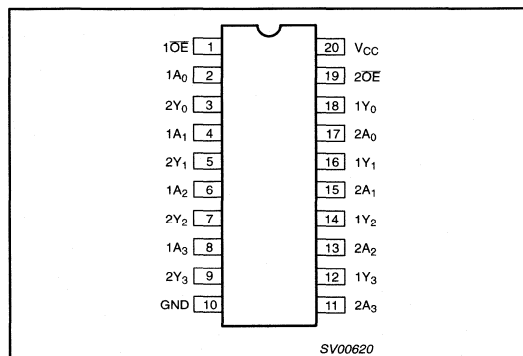 1O̅E̅ 1 20 VCC
1A0 2 19 2O̅E̅
2Y0 3 18 1Y0
1A1 4 17 2A0
2Y1 5 16 1Y1
1A2 6 15 2A1
2Y2 7 14 1Y2
1A3 8 13 2A2
2Y3 9 12 1Y3
GND 10 11 2A3
SV00620